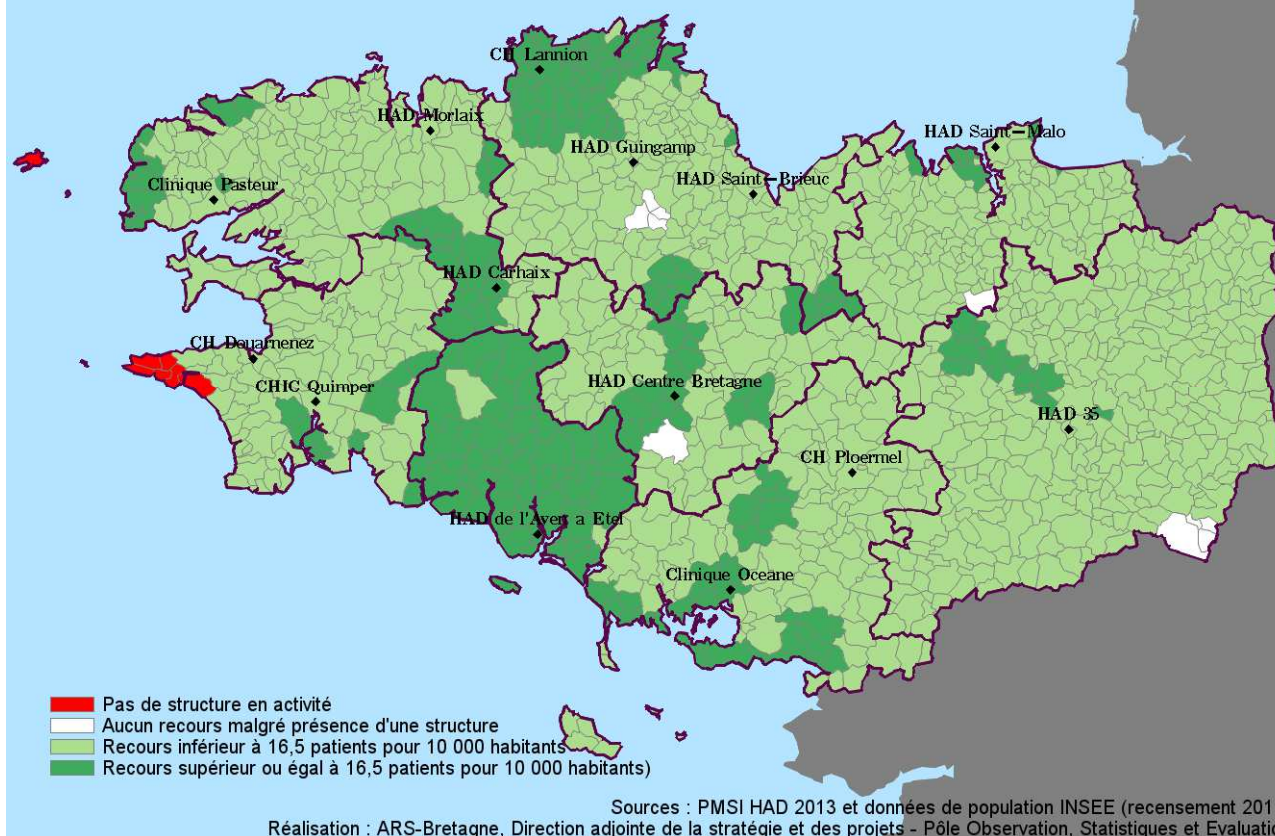 CH Lannion
HAD Morlaix
HAD Saint-Malo
HAD Guingamp
Clinique Pasteur
HAD Saint-Brieuc
HAD Carhaix
CH Douarnenez
CHIC Quimper
HAD Centre Bretagne
HAD 35
CH Ploermel
HAD de l'Aven a Etel
Clinique Oceane
Pas de structure en activité
Aucun recours malgré présence d'une structure
Recours inférieur à 16,5 patients pour 10 000 habitants
Recours supérieur ou égal à 16,5 patients pour 10 000 habitants)
Sources : PMSI HAD 2013 et données de population INSEE (recensement 201
Réalisation : ARS-Bretagne, Direction adjointe de la stratégie et des projets - Pôle Observation, Statistiques et Evaluatio